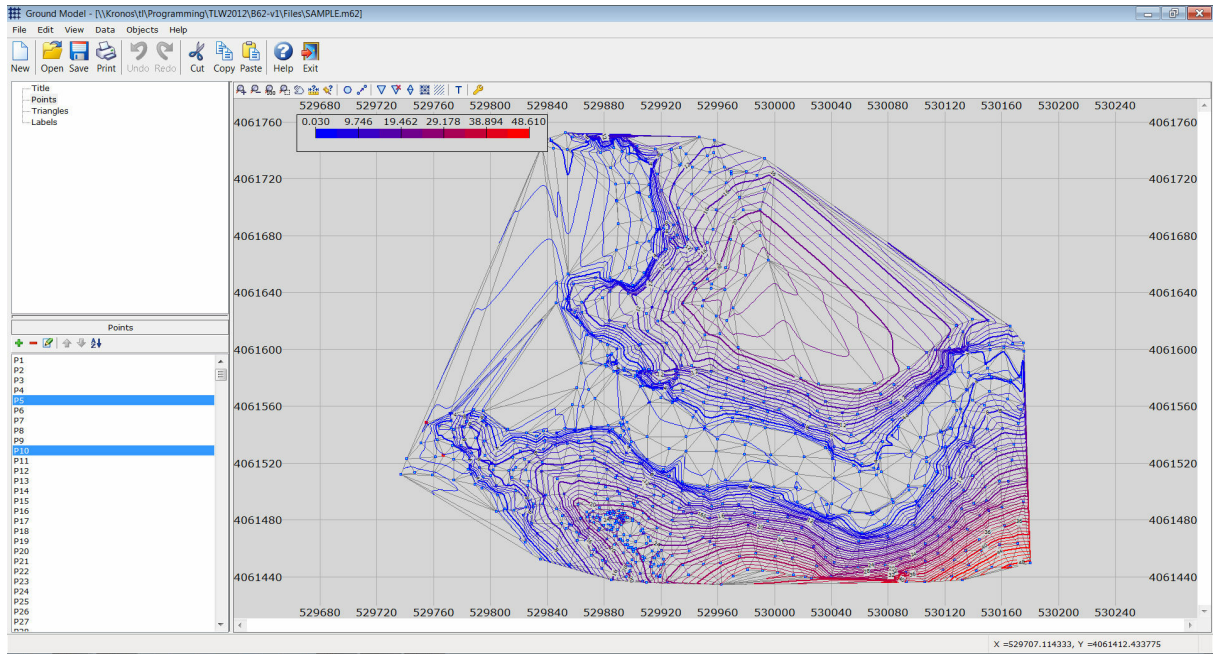 Ground Model - [\\Kronos\tl\Programming\TLW2012\B62-v1\Files\SAMPLE.m62]
File Edit View Data Objects Help
New Open Save Print Undo Redo Cut Copy Paste Help Exit
Title
Points
Triangles
Labels
Points
P1
P2
P3
P4
P5
P6
P7
P8
P9
P10
P11
P12
P13
P14
P15
P16
P17
P18
P19
P20
P21
P22
P23
P24
P25
P26
P27
P28
T
529680 529720 529760 529800 529840 529880 529920 529960 530000 530040 530080 530120 530160 530200 530240
0.030 9.746 19.462 29.178 38.894 48.610
4061760 4061760
4061720 4061720
4061680 4061680
4061640 4061640
4061600 4061600
4061560 4061560
4061520 4061520
4061480 4061480
4061440 4061440
529680 529720 529760 529800 529840 529880 529920 529960 530000 530040 530080 530120 530160 530200 530240
X =529707.114333, Y =4061412.433775